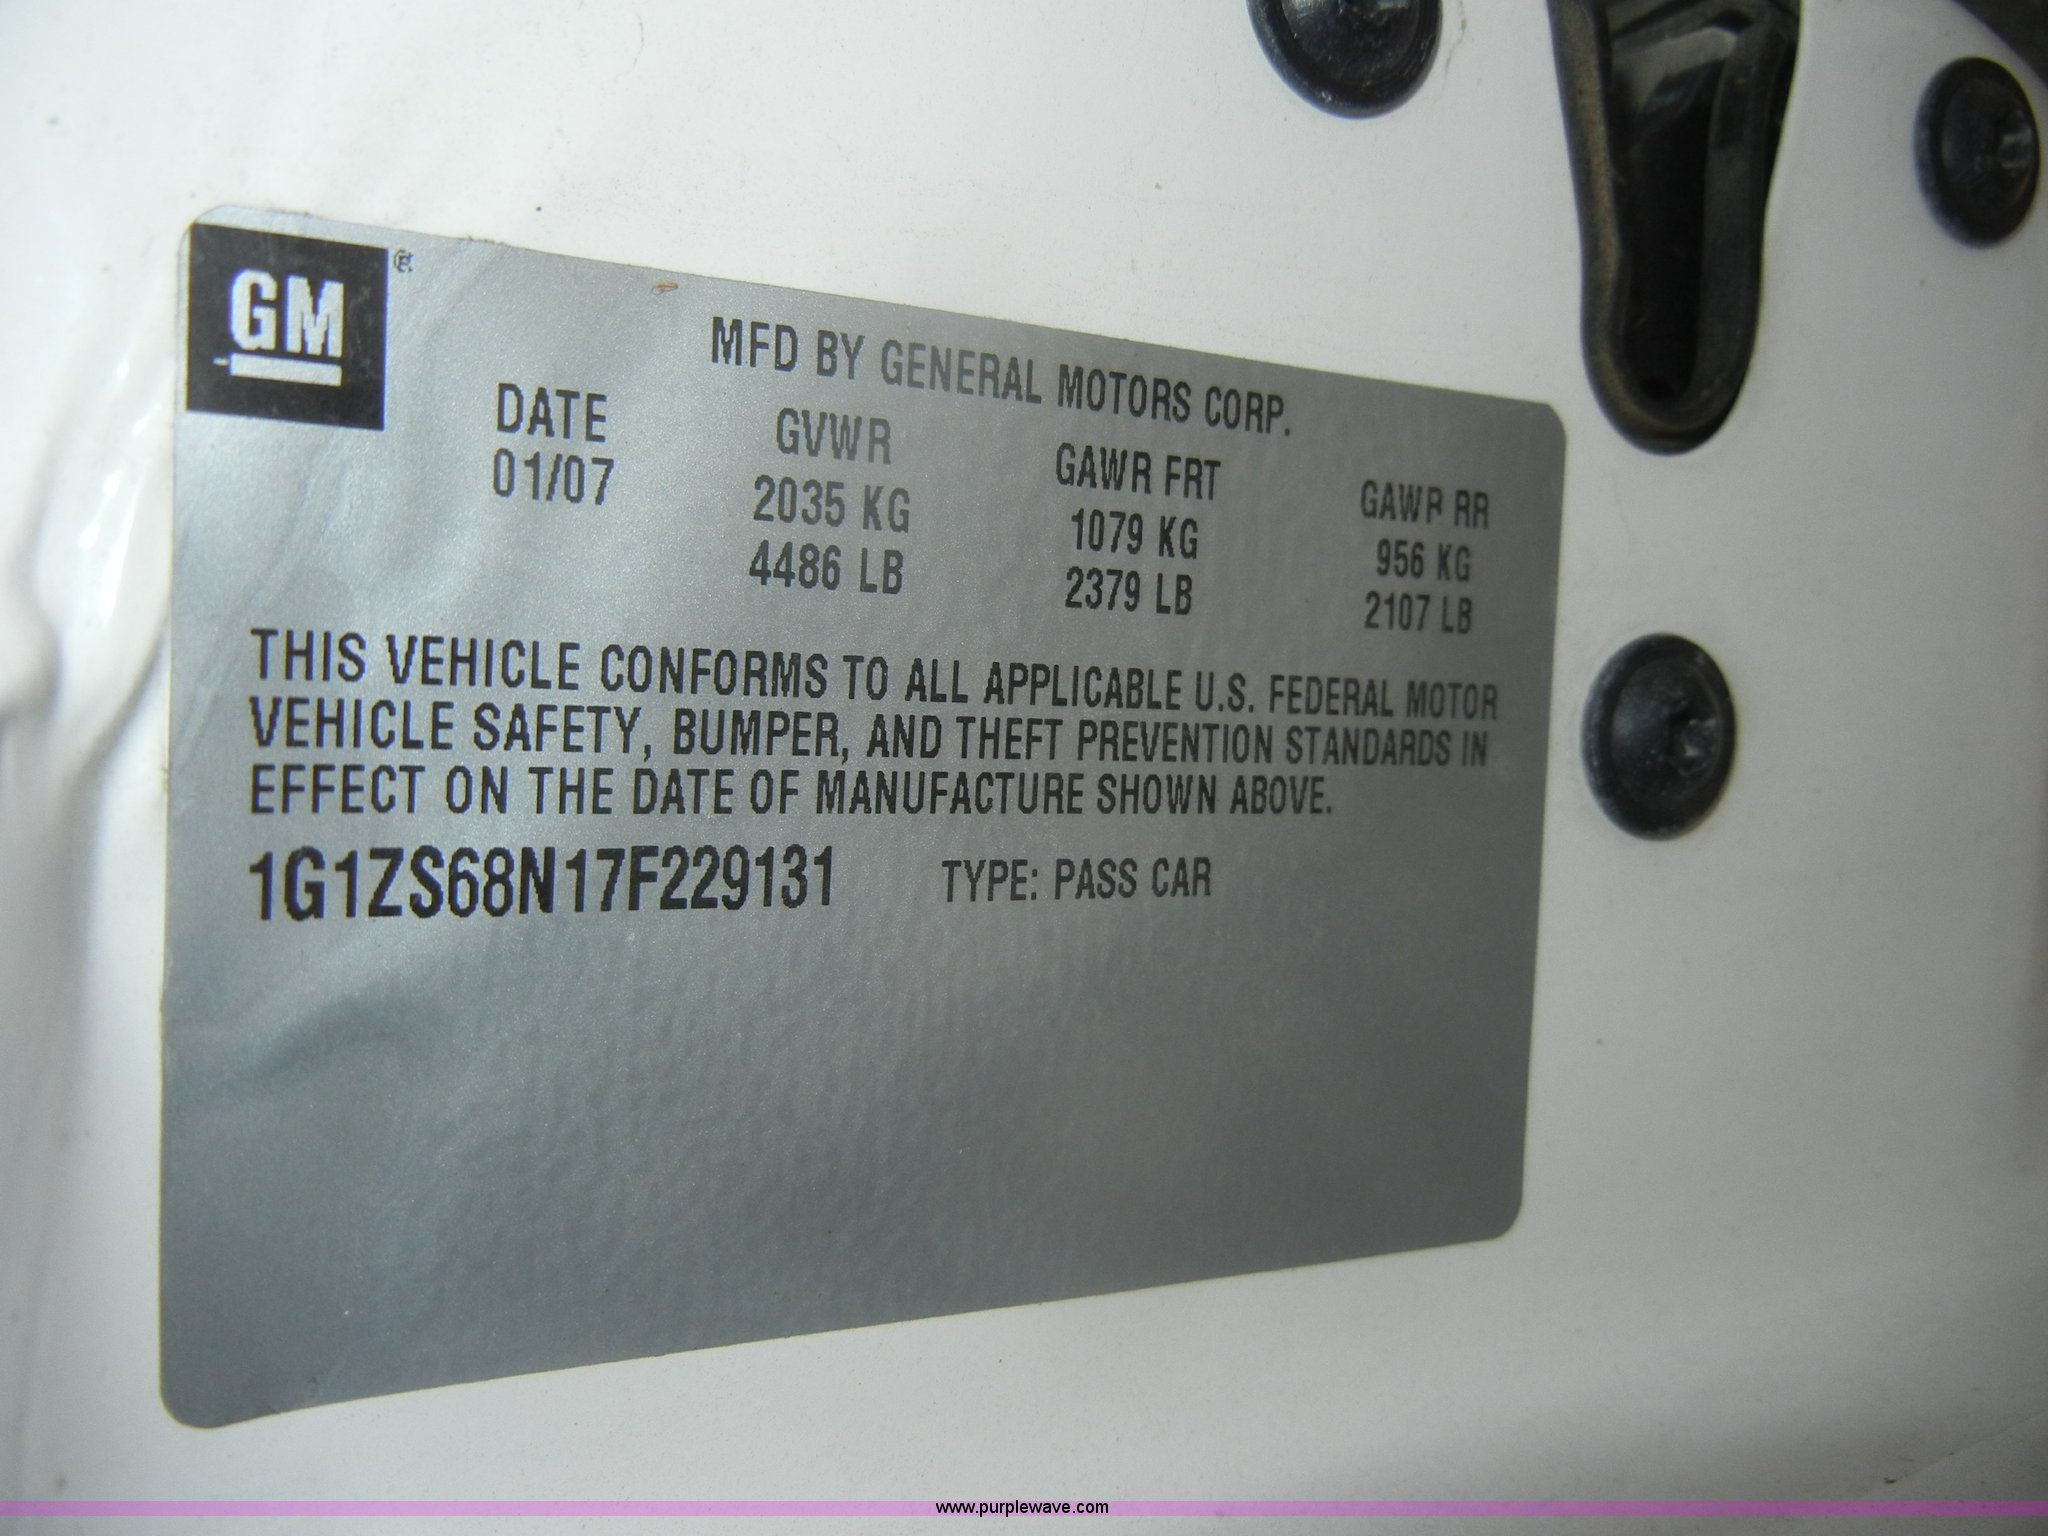 GM®
MFD BY GENERAL MOTORS CORP.
DATE GVWR GAWR FRT GAWR RR
01/07 2035 KG 1079 KG 956 KG
4486 LB 2379 LB 2107 LB
THIS VEHICLE CONFORMS TO ALL APPLICABLE U.S. FEDERAL MOTOR
VEHICLE SAFETY, BUMPER, AND THEFT PREVENTION STANDARDS IN
EFFECT ON THE DATE OF MANUFACTURE SHOWN ABOVE.
1G1ZS68N17F229131 TYPE: PASS CAR
www.purplewave.com